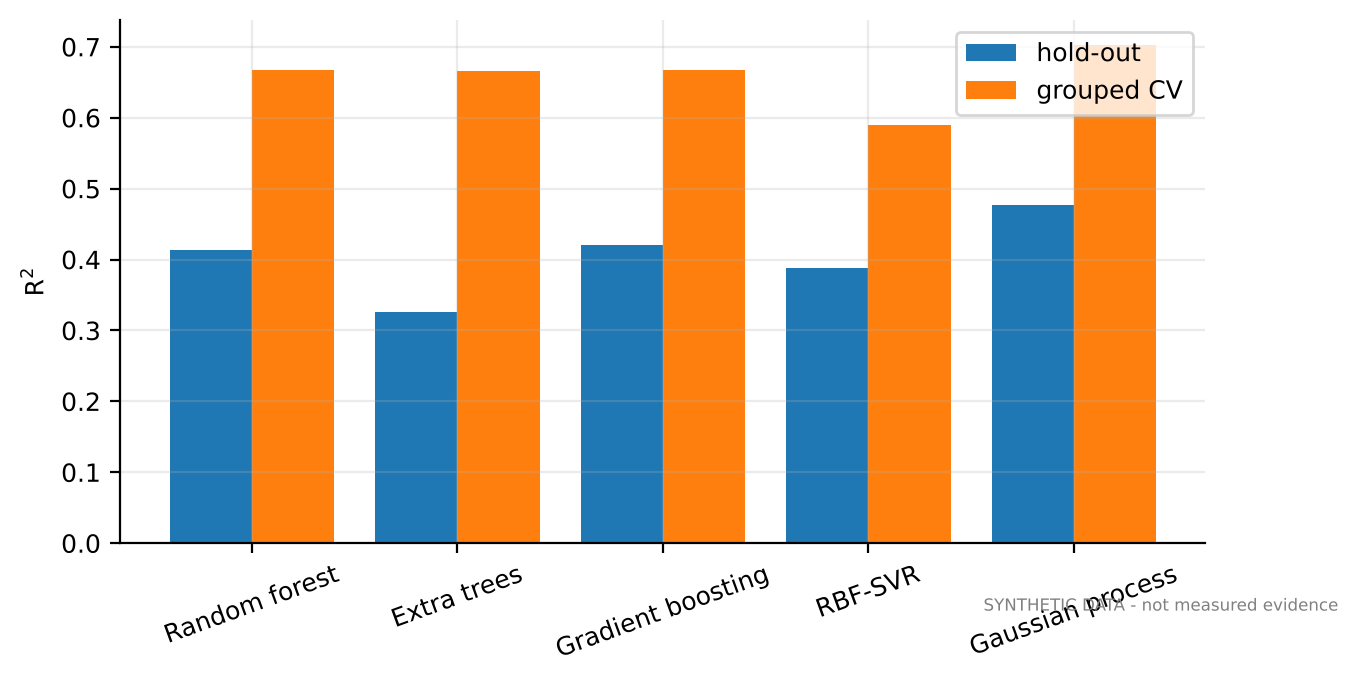 0.7
0.6
0.5
0.4
0.3
0.2
0.1
0.0
R²
hold-out
grouped CV
Random forest
Extra trees
Gradient boosting
RBF-SVR
Gaussian process
SYNTHETIC DATA - not measured evidence